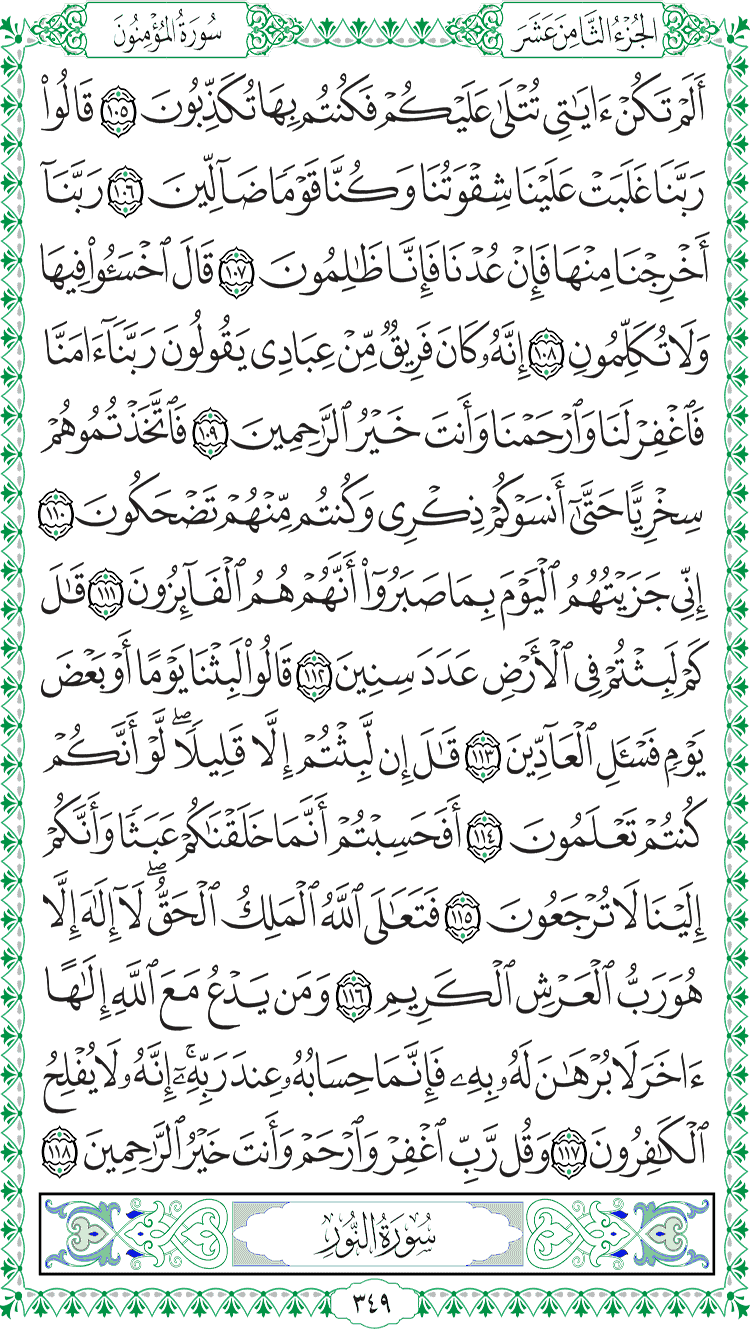 الجُزْءُ الثَّامِنَ عَشَرَ
سُورَةُ المُؤْمِنُونَ
أَلَمْ تَكُنْ ءَايَٰتِى تُتْلَىٰ عَلَيْكُمْ فَكُنتُم بِهَا تُكَذِّبُونَ ١٠٥ قَالُوا۟
رَبَّنَا غَلَبَتْ عَلَيْنَا شِقْوَتُنَا وَكُنَّا قَوْمًا ضَآلِّينَ ١٠٦ رَبَّنَآ
أَخْرِجْنَا مِنْهَا فَإِنْ عُدْنَا فَإِنَّا ظَٰلِمُونَ ١٠٧ قَالَ ٱخْسَـُٔوا۟ فِيهَا
وَلَا تُكَلِّمُونِ ١٠٨ إِنَّهُۥ كَانَ فَرِيقٌ مِّنْ عِبَادِى يَقُولُونَ رَبَّنَآ ءَامَنَّا
فَٱغْفِرْ لَنَا وَٱرْحَمْنَا وَأَنتَ خَيْرُ ٱلرَّٰحِمِينَ ١٠٩ فَٱتَّخَذْتُمُوهُمْ
سِخْرِيًّا حَتَّىٰٓ أَنسَوْكُمْ ذِكْرِى وَكُنتُم مِّنْهُمْ تَضْحَكُونَ ١١٠
إِنِّى جَزَيْتُهُمُ ٱلْيَوْمَ بِمَا صَبَرُوٓا۟ أَنَّهُمْ هُمُ ٱلْفَآئِزُونَ ١١١ قَٰلَ
كَمْ لَبِثْتُمْ فِى ٱلْأَرْضِ عَدَدَ سِنِينَ ١١٢ قَالُوا۟ لَبِثْنَا يَوْمًا أَوْ بَعْضَ
يَوْمٍ فَسْـَٔلِ ٱلْعَآدِّينَ ١١٣ قَٰلَ إِن لَّبِثْتُمْ إِلَّا قَلِيلًا ۖ لَّوْ أَنَّكُمْ
كُنتُمْ تَعْلَمُونَ ١١٤ أَفَحَسِبْتُمْ أَنَّمَا خَلَقْنَٰكُمْ عَبَثًا وَأَنَّكُمْ
إِلَيْنَا لَا تُرْجَعُونَ ١١٥ فَتَعَٰلَى ٱللَّهُ ٱلْمَلِكُ ٱلْحَقُّ ۖ لَآ إِلَٰهَ إِلَّا
هُوَ رَبُّ ٱلْعَرْشِ ٱلْكَرِيمِ ١١٦ وَمَن يَدْعُ مَعَ ٱللَّهِ إِلَٰهًا
ءَاخَرَ لَا بُرْهَٰنَ لَهُۥ بِهِۦ فَإِنَّمَا حِسَابُهُۥ عِندَ رَبِّهِۦٓ ۚ إِنَّهُۥ لَا يُفْلِحُ
ٱلْكَٰفِرُونَ ١١٧ وَقُل رَّبِّ ٱغْفِرْ وَٱرْحَمْ وَأَنتَ خَيْرُ ٱلرَّٰحِمِينَ ١١٨
سُورَةُ النُّورِ
٣٤٩